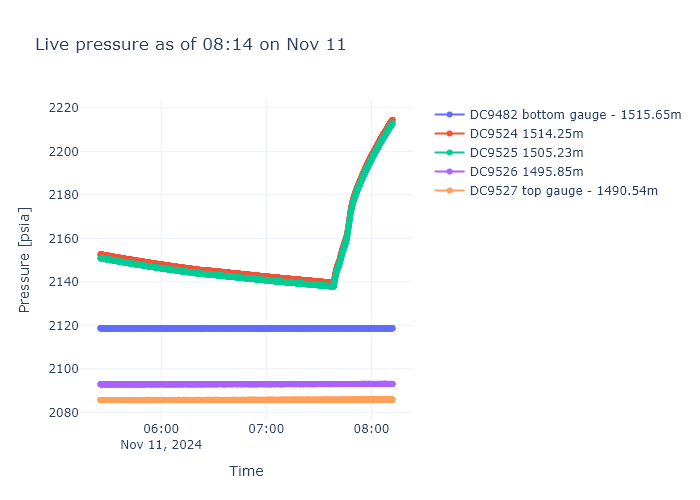 Live pressure as of 08:14 on Nov 11
DC9482 bottom gauge - 1515.65m
DC9524 1514.25m
DC9525 1505.23m
DC9526 1495.85m
DC9527 top gauge - 1490.54m
Pressure [psia]
2220
2200
2180
2160
2140
2120
2100
2080
06:00
07:00
08:00
Nov 11, 2024
Time